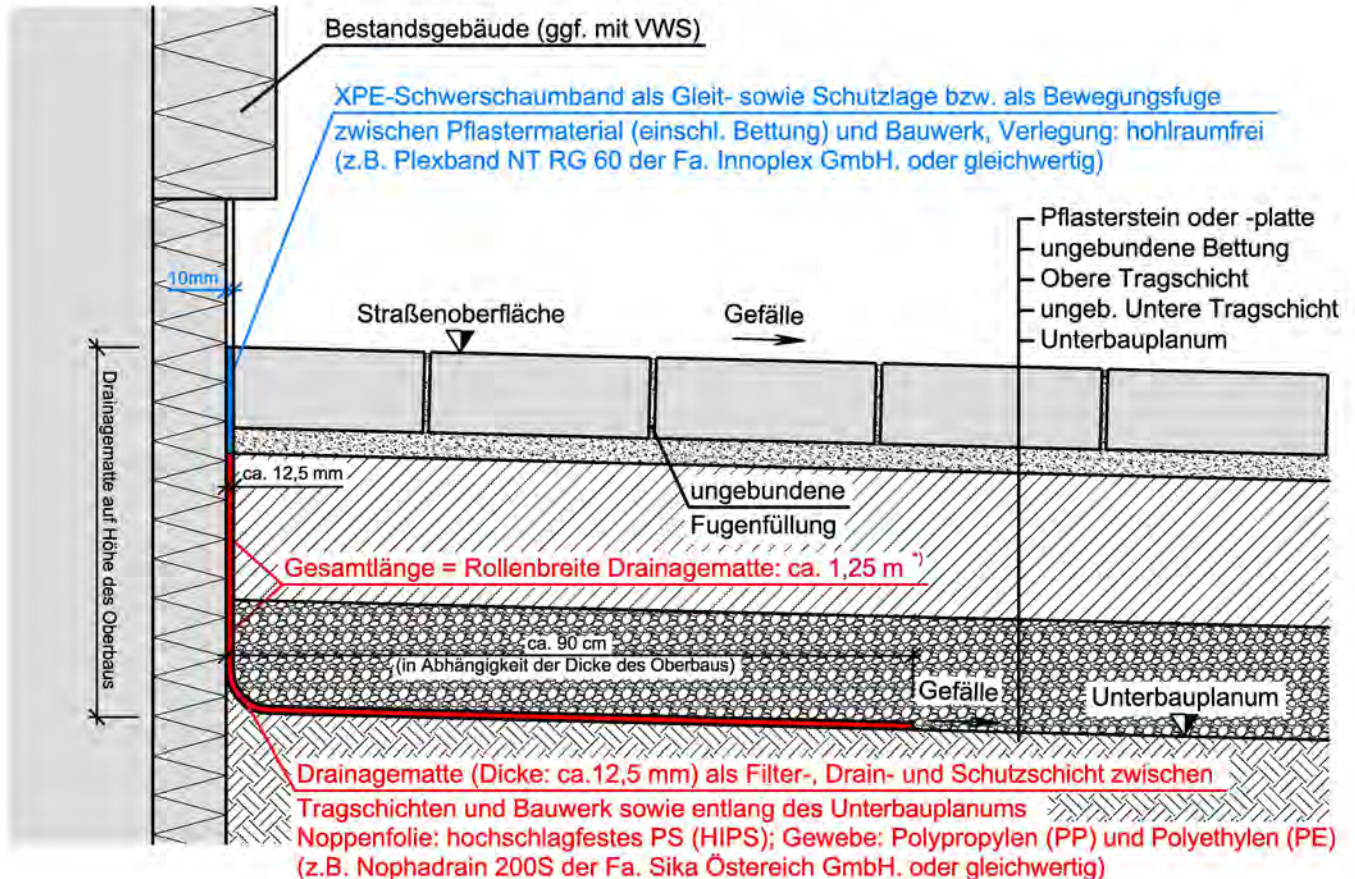 Bestandsgebäude (ggf. mit VWS)
XPE-Schwerschaumband als Gleit- sowie Schutzlage bzw. als Bewegungsfuge
zwischen Pflastermaterial (einschl. Bettung) und Bauwerk, Verlegung: hohlraumfrei
(z.B. Plexband NT RG 60 der Fa. Innoplex GmbH. oder gleichwertig)
Pflasterstein oder -platte
ungebundene Bettung
Obere Tragschicht
ungeb. Untere Tragschicht
Unterbauplanum
10mm
Straßenoberfläche
Gefälle
Drainagematte auf Höhe des Oberbaus
ca. 12,5 mm
ungebundene
Fugenfüllung
Gesamtlänge = Rollenbreite Drainagematte: ca. 1,25 m *)
ca. 90 cm
(in Abhängigkeit der Dicke des Oberbaus)
Gefälle
Unterbauplanum
Drainagematte (Dicke: ca.12,5 mm) als Filter-, Drain- und Schutzschicht zwischen
Tragschichten und Bauwerk sowie entlang des Unterbauplanums
Noppenfolie: hochschlagfestes PS (HIPS); Gewebe: Polypropylen (PP) und Polyethylen (PE)
(z.B. Nophadrain 200S der Fa. Sika Östereich GmbH. oder gleichwertig)